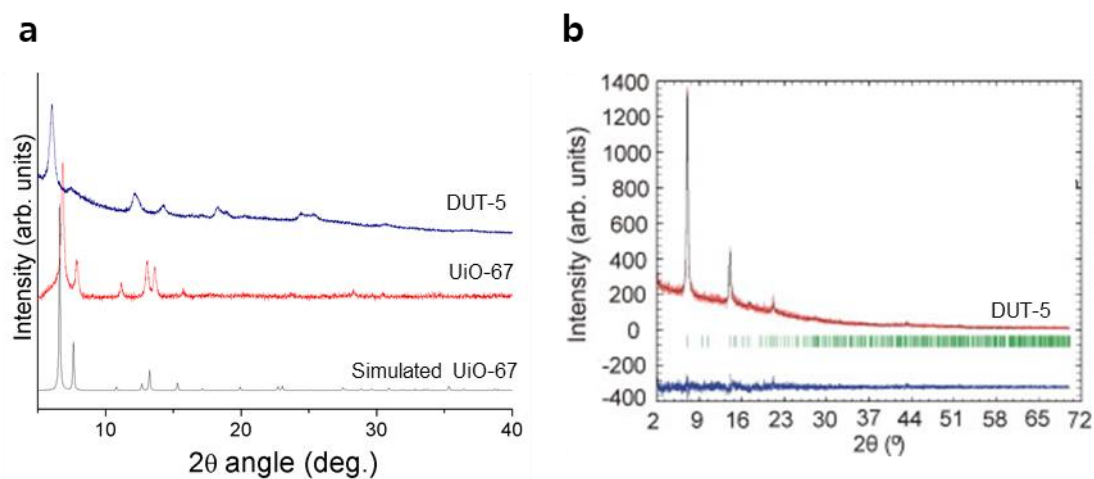 a
Intensity (arb. units)
DUT-5
UiO-67
Simulated UiO-67
10 20 30 40
2θ angle (deg.)
b
Intensity (arb. units)
1400
1200
1000
800
400
200
0
-200
-400
DUT-5
2 9 16 23 30 37 44 51 58 65 72
2θ (º)